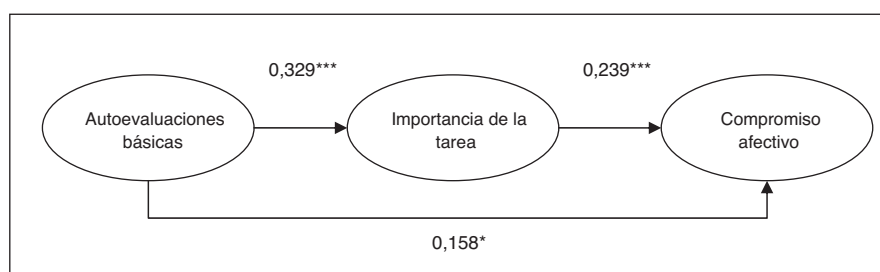 0,329***
0,239***
Autoevaluaciones
básicas
Importancia de la
tarea
Compromiso
afectivo
0,158*